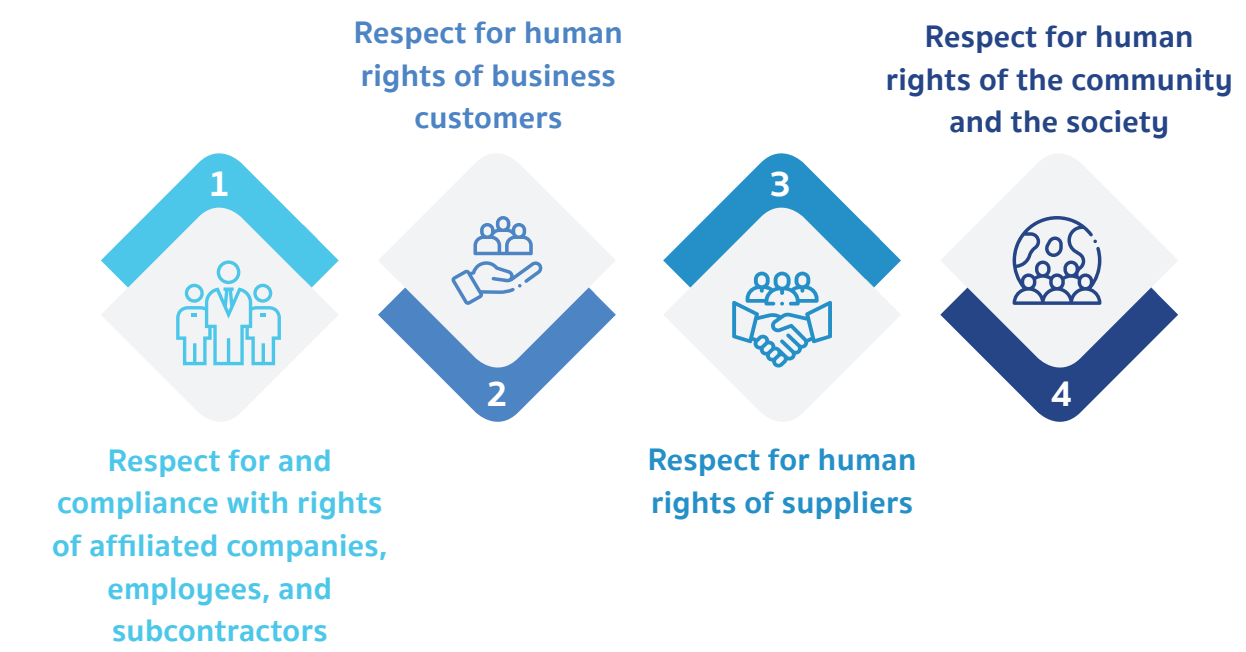 1
Respect for and
compliance with rights
of affiliated companies,
employees, and
subcontractors
Respect for human
rights of business
customers
2
3
Respect for human
rights of suppliers
Respect for human
rights of the community
and the society
4